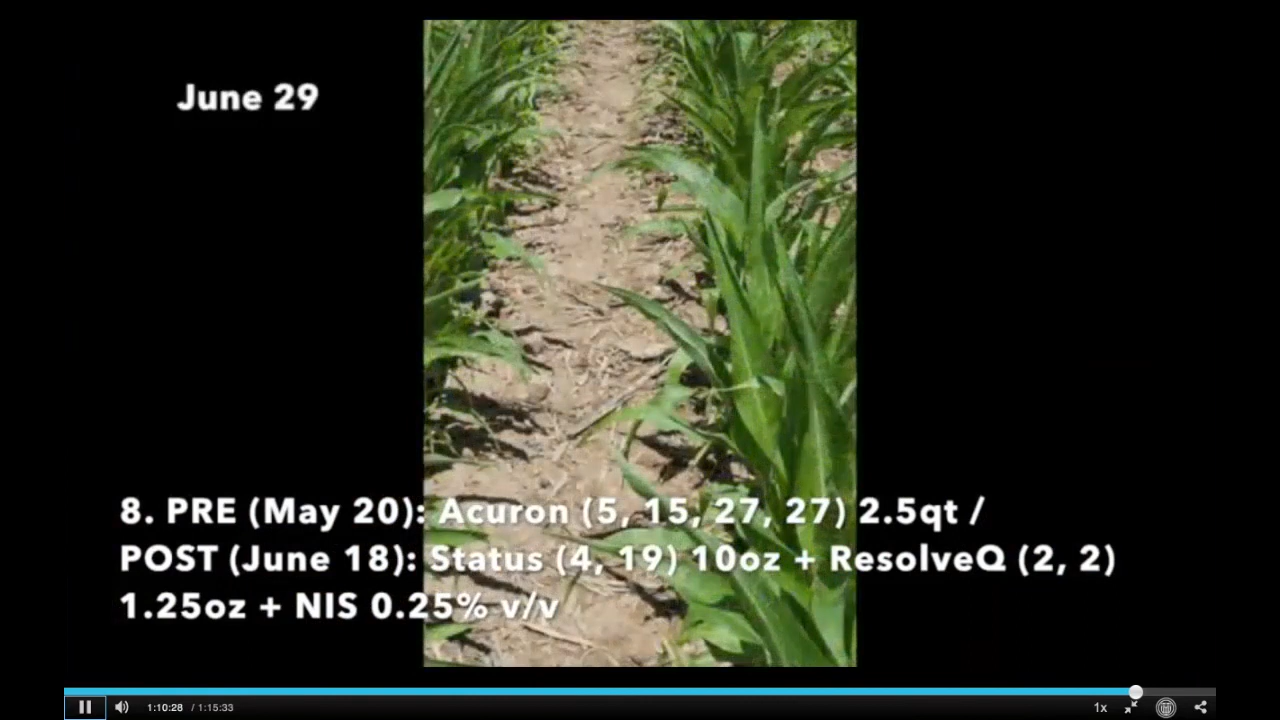 June 29
8. PRE (May 20): Acuron (5, 15, 27, 27) 2.5qt /
POST (June 18): Status (4, 19) 10oz + ResolveQ (2, 2)
1.25oz + NIS 0.25% v/v
1:10:28 / 1:15:33 1x